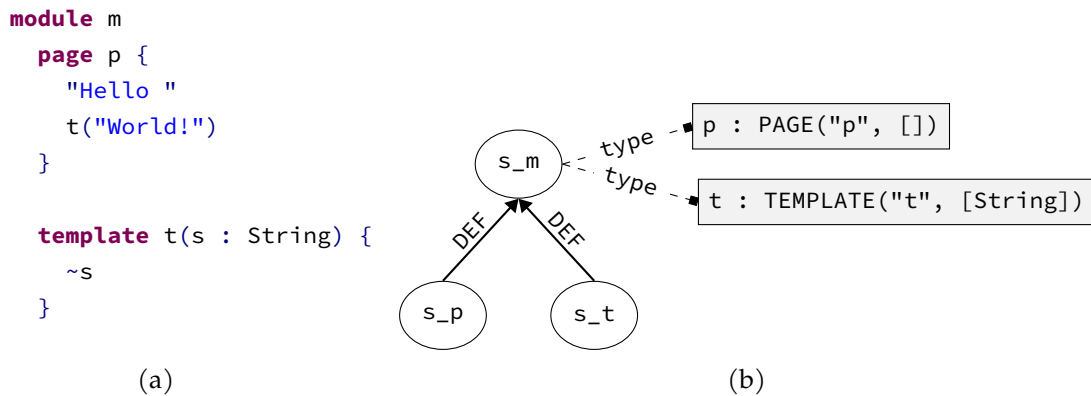 module m
page p {
"Hello "
t("World!")
}
template t(s : String) {
~s
}
(a)
s_m
type
p : PAGE("p", [])
type
t : TEMPLATE("t", [String])
DEF
DEF
s_p
s_t
(b)